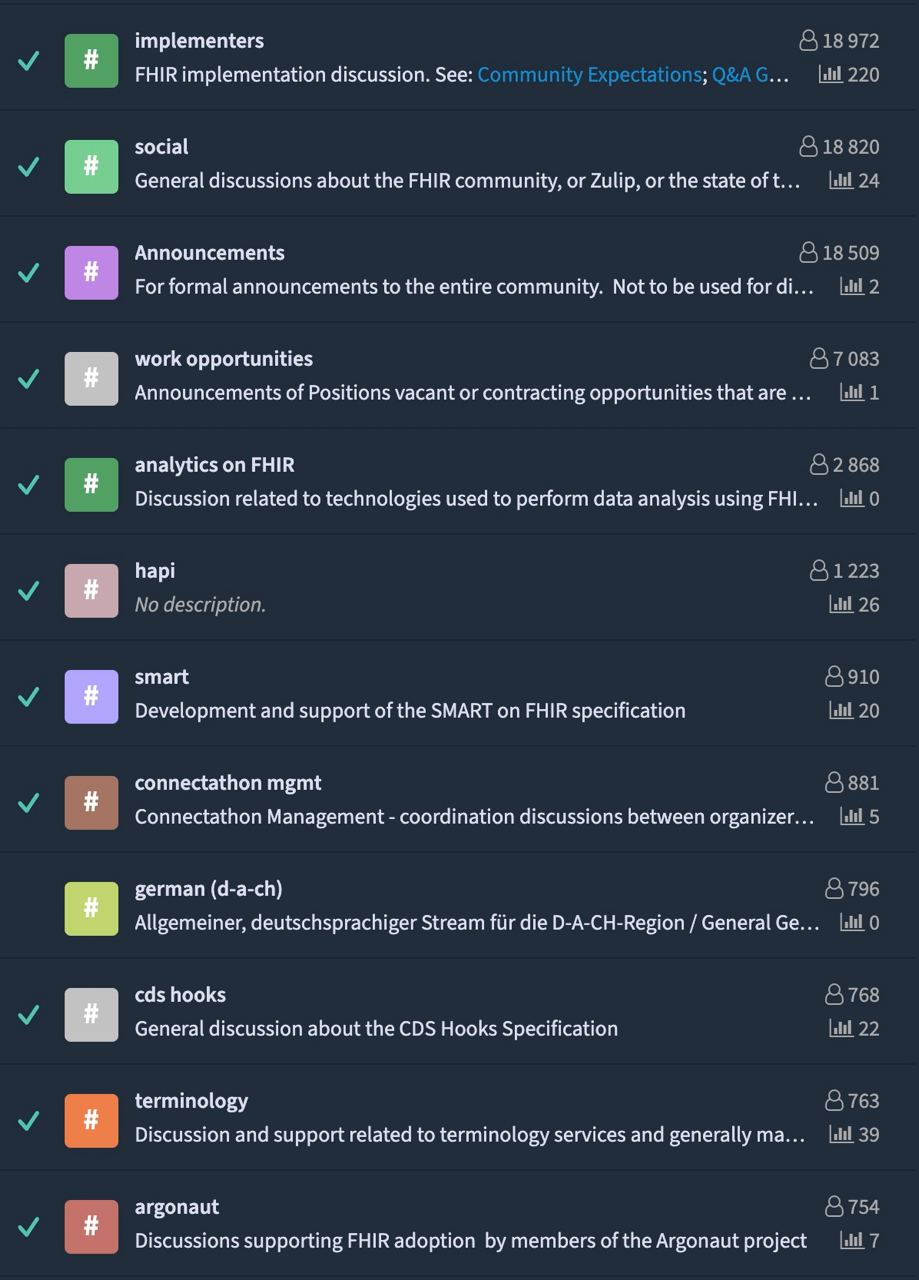 # implementers 18 972
FHIR implementation discussion. See: Community Expectations; Q&A G... 220
# social 18 820
General discussions about the FHIR community, or Zulip, or the state of t... 24
# Announcements 18 509
For formal announcements to the entire community.  Not to be used for di... 2
# work opportunities 7 083
Announcements of Positions vacant or contracting opportunities that are ... 1
# analytics on FHIR 2 868
Discussion related to technologies used to perform data analysis using FHI... 0
# hapi 1 223
No description. 26
# smart 910
Development and support of the SMART on FHIR specification 20
# connectathon mgmt 881
Connectathon Management - coordination discussions between organizer... 5
# german (d-a-ch) 796
Allgemeiner, deutschsprachiger Stream für die D-A-CH-Region / General Ge... 0
# cds hooks 768
General discussion about the CDS Hooks Specification 22
# terminology 763
Discussion and support related to terminology services and generally ma... 39
# argonaut 754
Discussions supporting FHIR adoption  by members of the Argonaut project 7